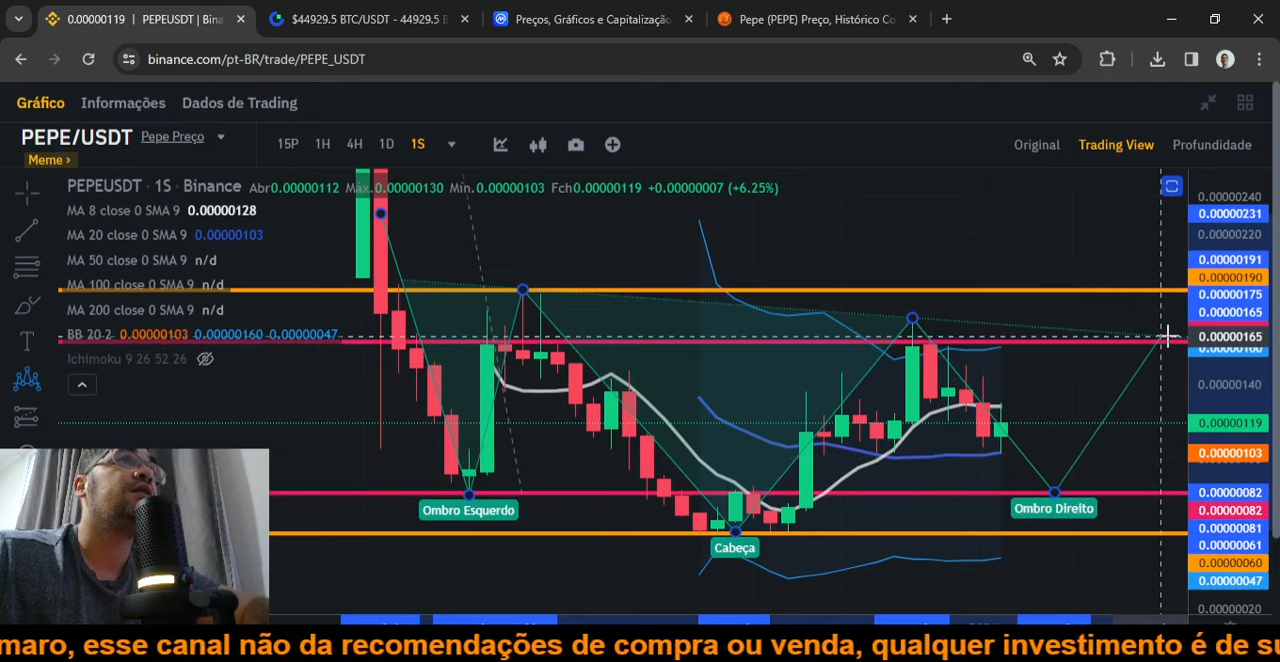 0.00000119 | PEPEUSDT | Bina
$44929.5 BTC/USDT - 44929.5 B
Preços, Gráficos e Capitalização
Pepe (PEPE) Preço, Histórico Co
binance.com/pt-BR/trade/PEPE_USDT
Gráfico Informações Dados de Trading
PEPE/USDT Pepe Preço
Meme ›
15P 1H 4H 1D 1S
Original Trading View Profundidade
PEPEUSDT · 1S · Binance Abr0.00000112 Máx.0.00000130 Mín.0.00000103 Fch0.00000119 +0.00000007 (+6.25%)
MA 8 close 0 SMA 9 0.00000128
MA 20 close 0 SMA 9 0.00000103
MA 50 close 0 SMA 9 n/d
MA 100 close 0 SMA 9 n/d
MA 200 close 0 SMA 9 n/d
BB 20 2 0.00000103 0.00000160 0.00000047
Ichimoku 9 26 52 26
0.00000240
0.00000231
0.00000220
0.00000191
0.00000190
0.00000175
0.00000165
0.00000165
0.00000160
0.00000140
0.00000119
0.00000103
0.00000082
0.00000082
0.00000081
0.00000061
0.00000060
0.00000047
0.00000020
Ombro Esquerdo
Cabeça
Ombro Direito
maro, esse canal não da recomendações de compra ou venda, qualquer investimento é de su